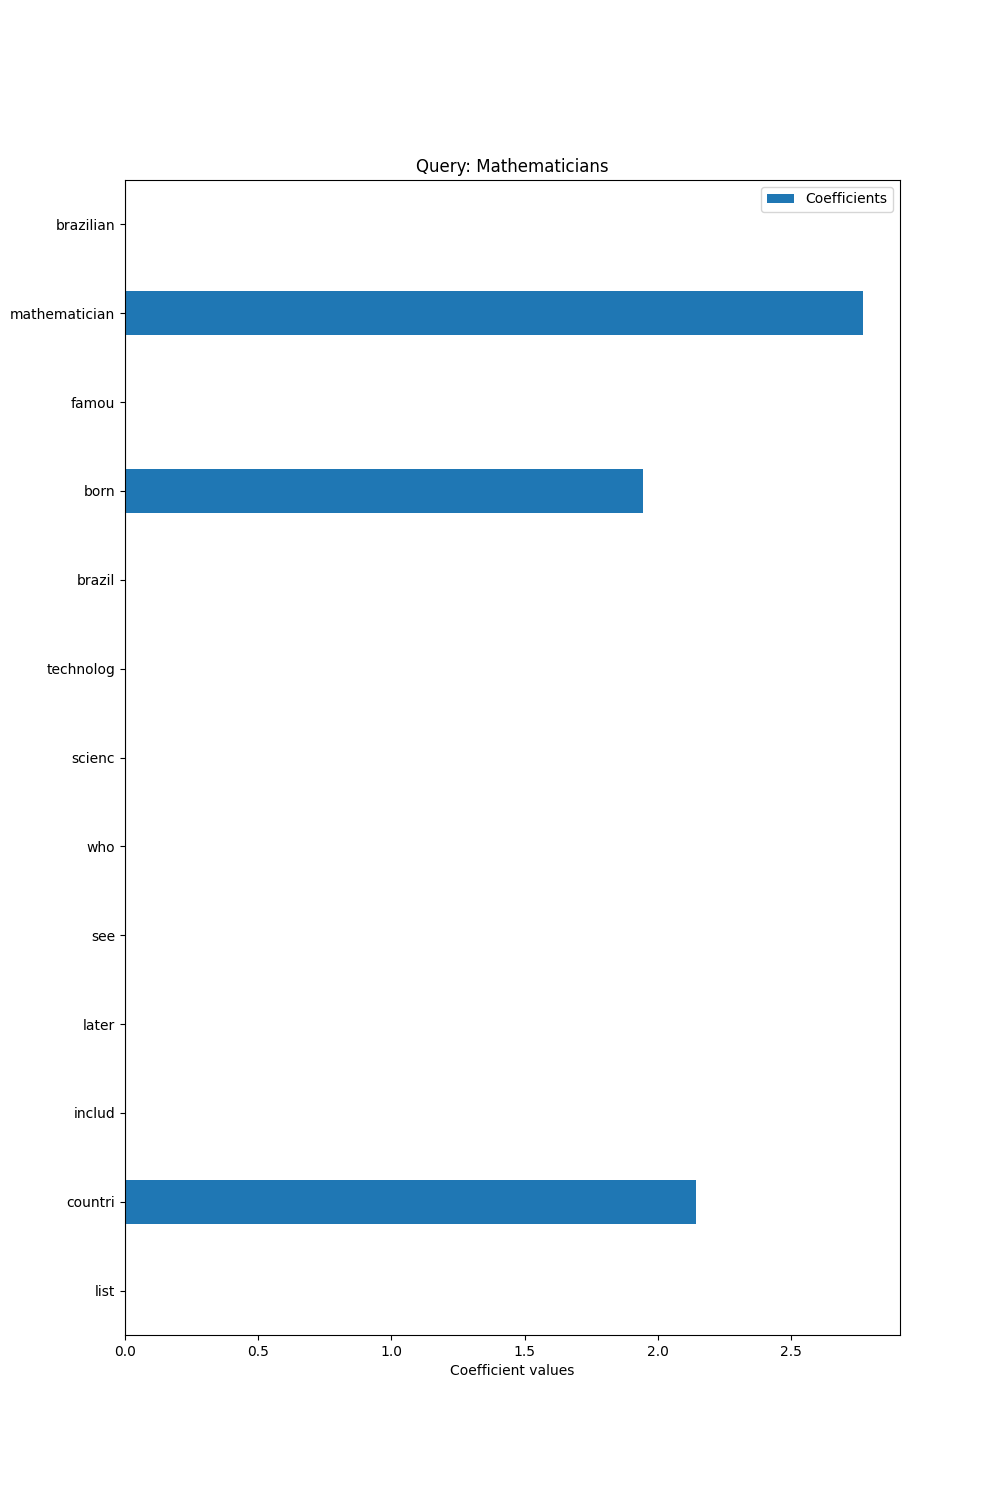 Query: Mathematicians
Coefficients
brazilian
mathematician
famou
born
brazil
technolog
scienc
who
see
later
includ
countri
list
0.0 0.5 1.0 1.5 2.0 2.5
Coefficient values